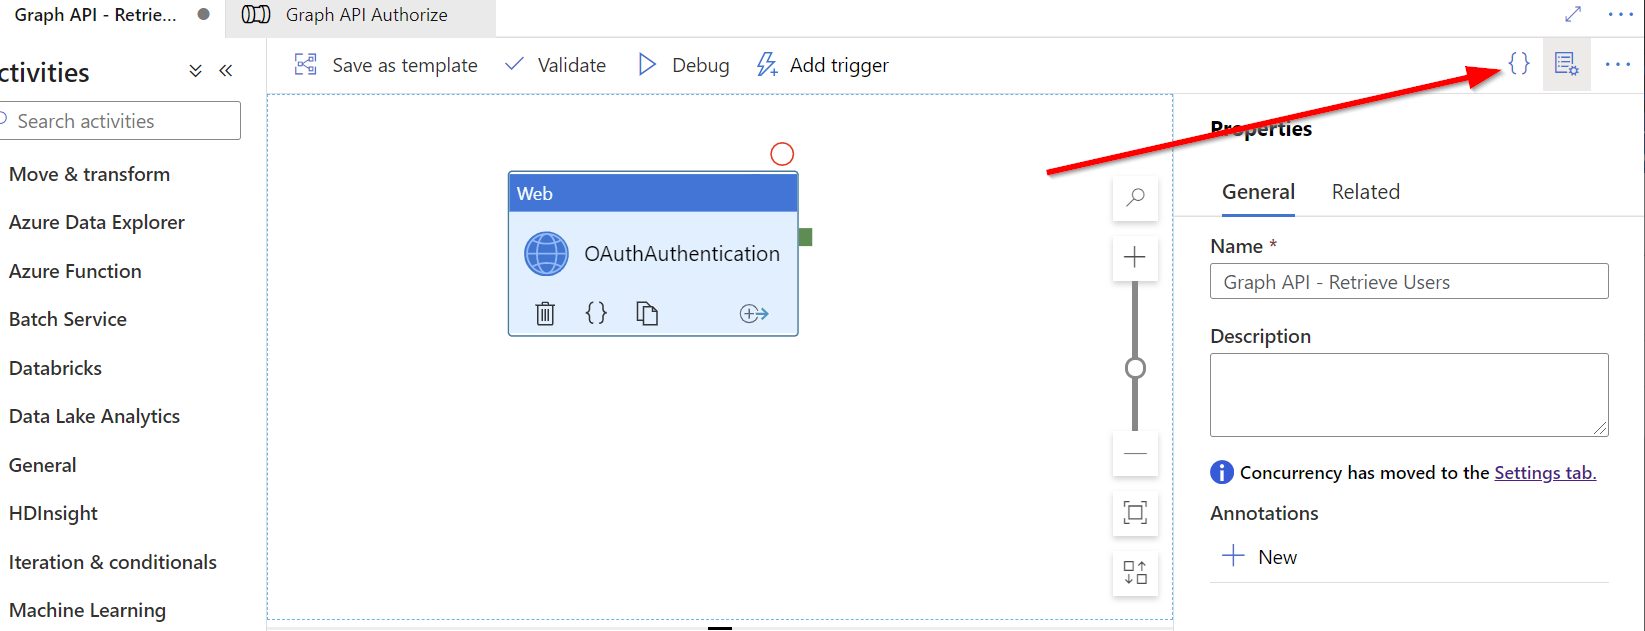 Graph API - Retrie...
Graph API Authorize
ctivities
Save as template
Validate
Debug
Add trigger
{}
Search activities
Move & transform
Azure Data Explorer
Azure Function
Batch Service
Databricks
Data Lake Analytics
General
HDInsight
Iteration & conditionals
Machine Learning
Web
OAuthAuthentication
{}
Properties
General
Related
Name *
Graph API - Retrieve Users
Description
Concurrency has moved to the Settings tab.
Annotations
New